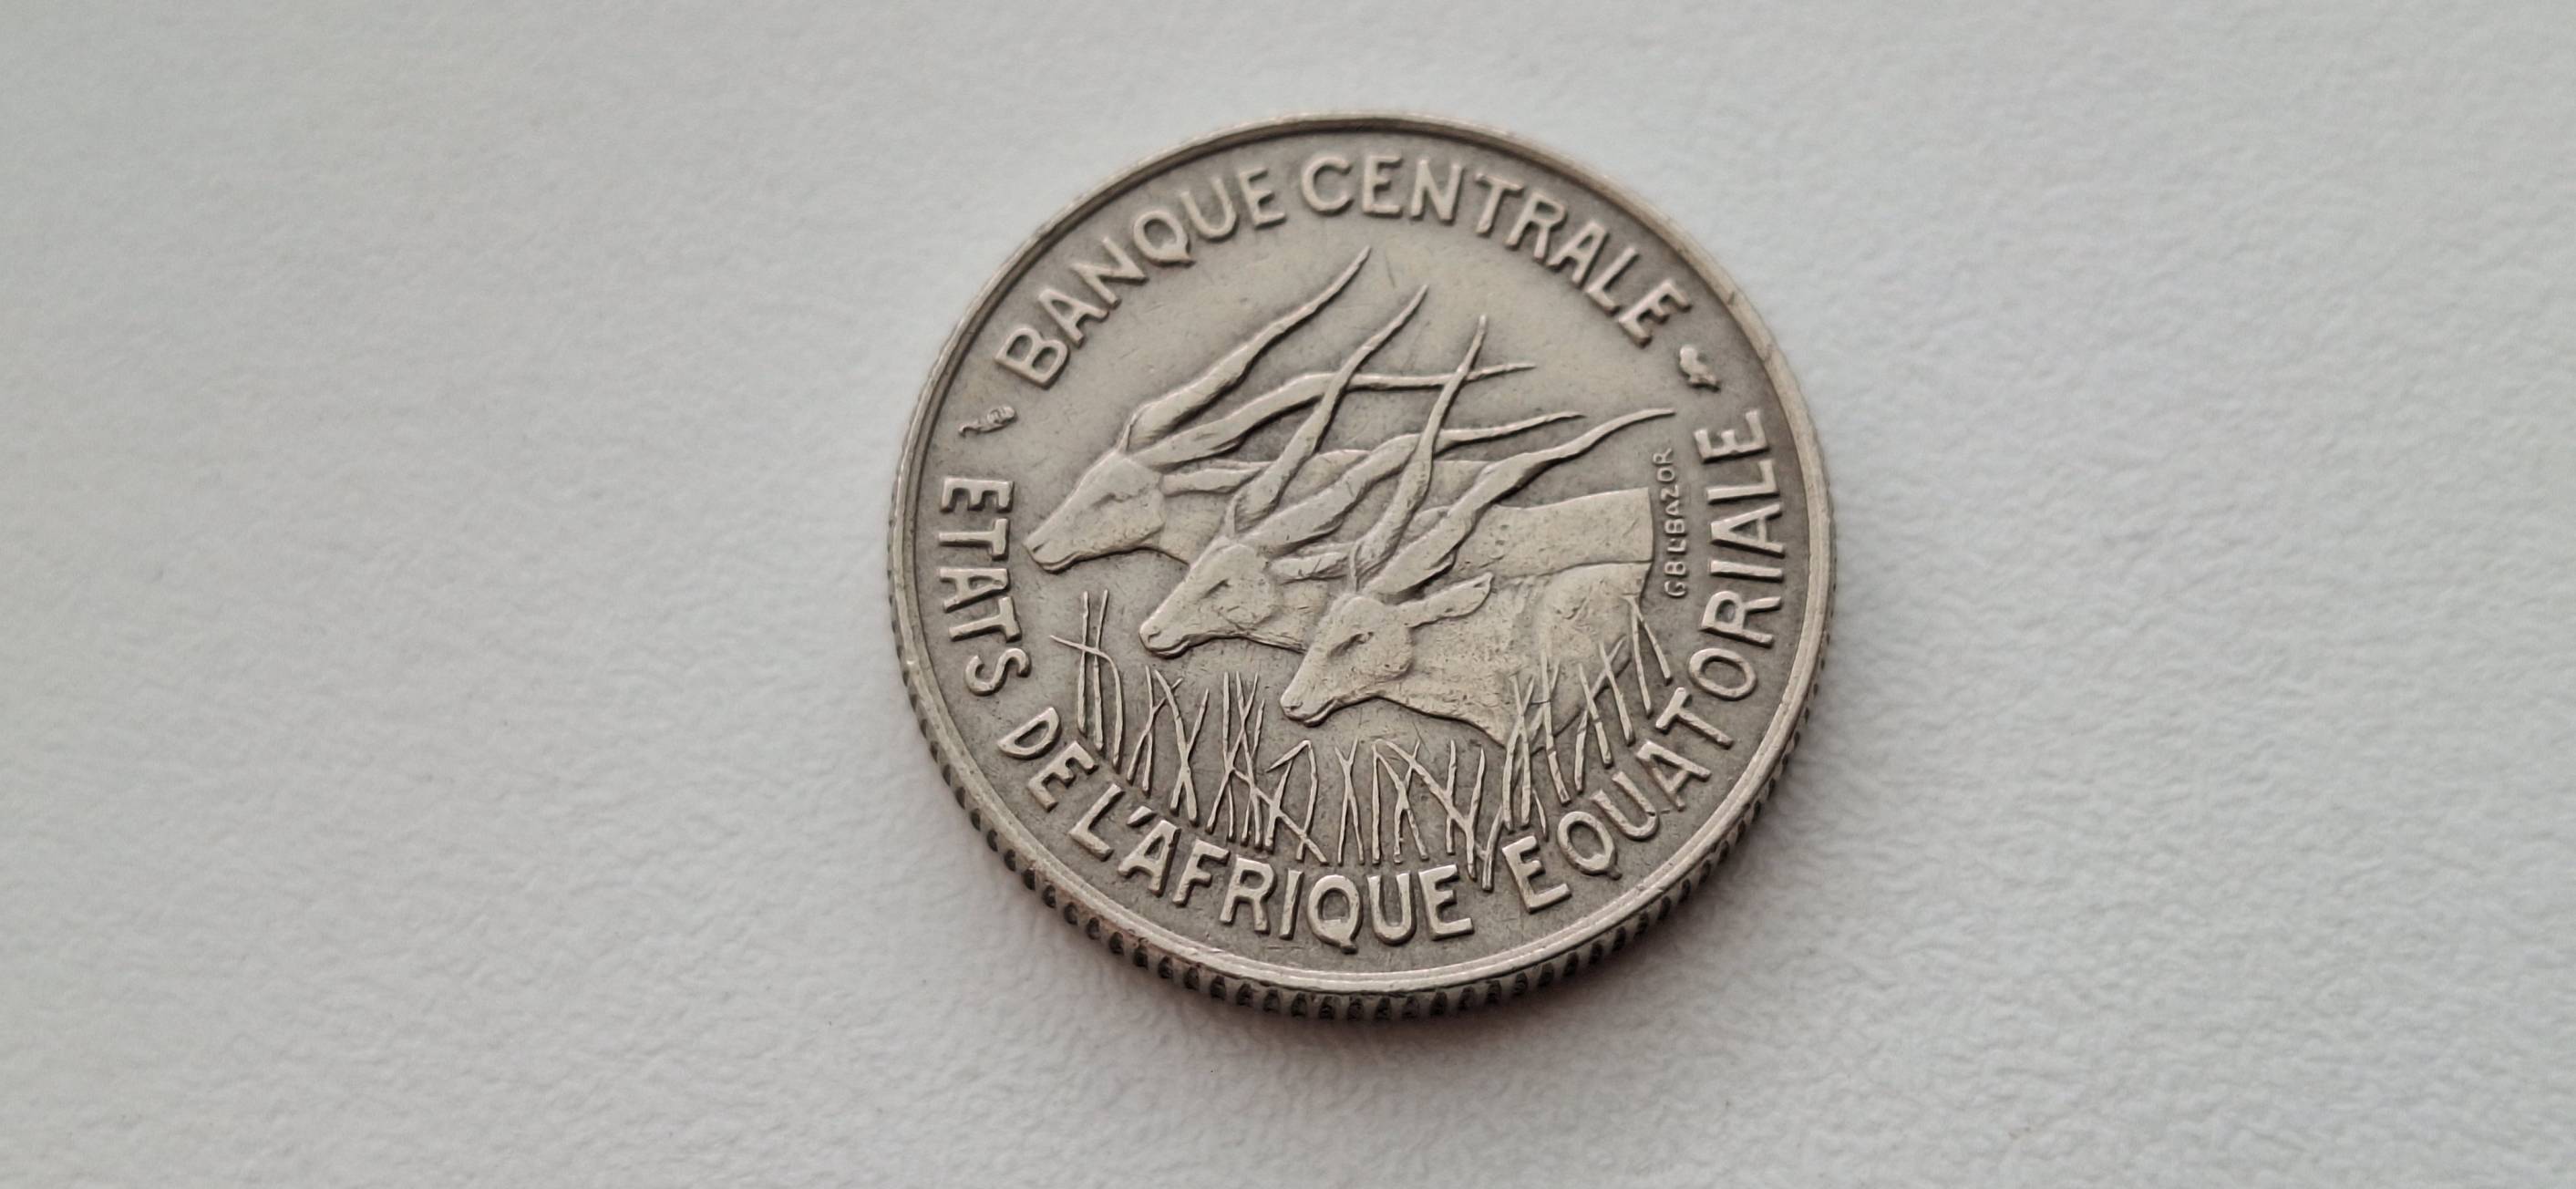 BANQUE CENTRALE
ETATS DE L'AFRIQUE EQUATORIALE
G.B.L.BAZOR